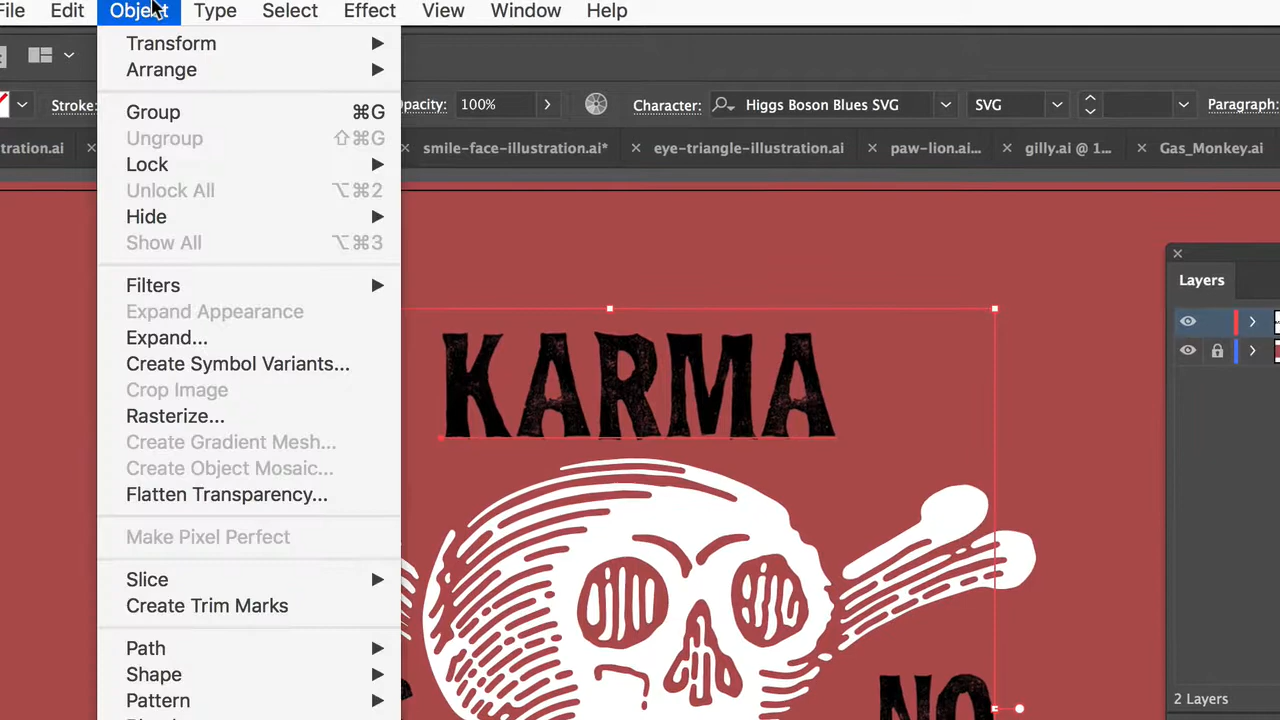 File Edit Object Type Select Effect View Window Help
Transform
Arrange
Stroke: Opacity: 100% Character: Higgs Boson Blues SVG SVG Paragraph:
Group ⌘G
Ungroup ⇧⌘G
tration.ai smile-face-illustration.ai* eye-triangle-illustration.ai paw-lion.ai... gilly.ai @ 1... Gas_Monkey.ai
Lock
Unlock All ⌥⌘2
Hide
Show All ⌥⌘3
Filters
Expand Appearance
Expand...
Create Symbol Variants...
Crop Image
Rasterize...
Create Gradient Mesh...
Create Object Mosaic...
Flatten Transparency...
Make Pixel Perfect
Slice
Create Trim Marks
Path
Shape
Pattern
Layers
KARMA
NO
2 Layers